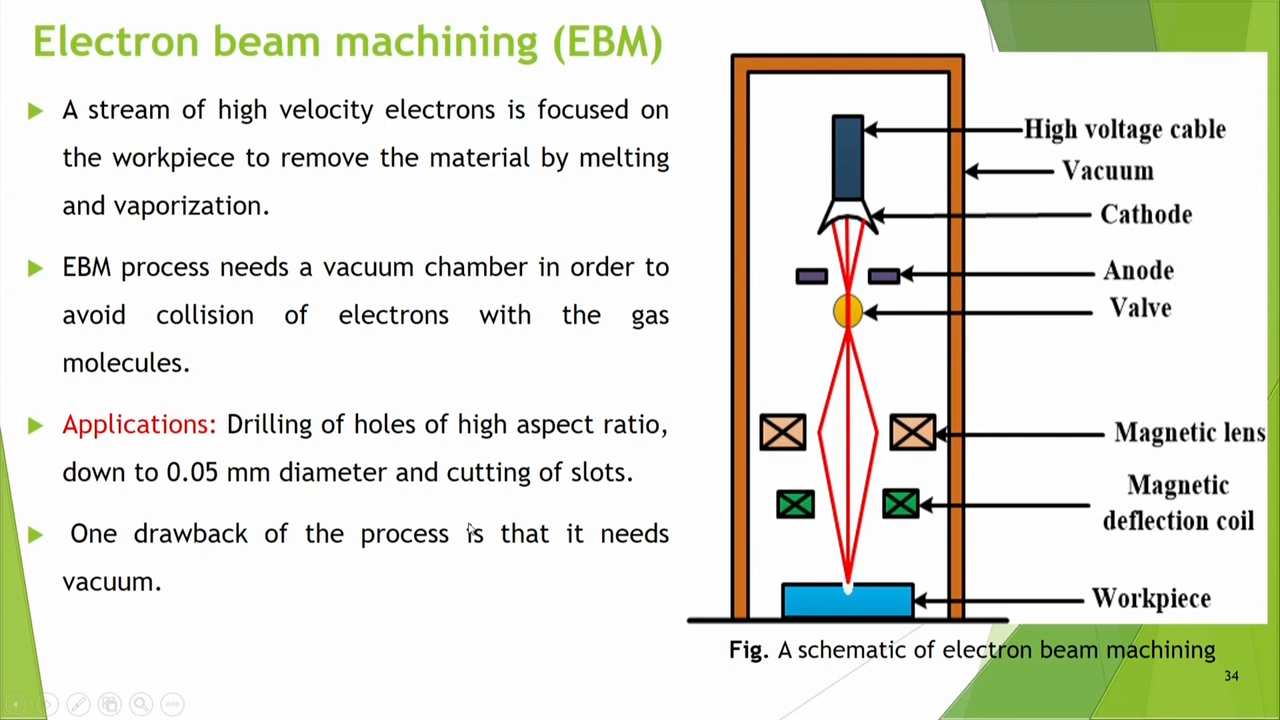 Electron beam machining (EBM)
A stream of high velocity electrons is focused on
the workpiece to remove the material by melting
and vaporization.
EBM process needs a vacuum chamber in order to
avoid collision of electrons with the gas
molecules.
Applications: Drilling of holes of high aspect ratio,
down to 0.05 mm diameter and cutting of slots.
One drawback of the process is that it needs
vacuum.
High voltage cable
Vacuum
Cathode
Anode
Valve
Magnetic lens
Magnetic
deflection coil
Workpiece
Fig. A schematic of electron beam machining
34